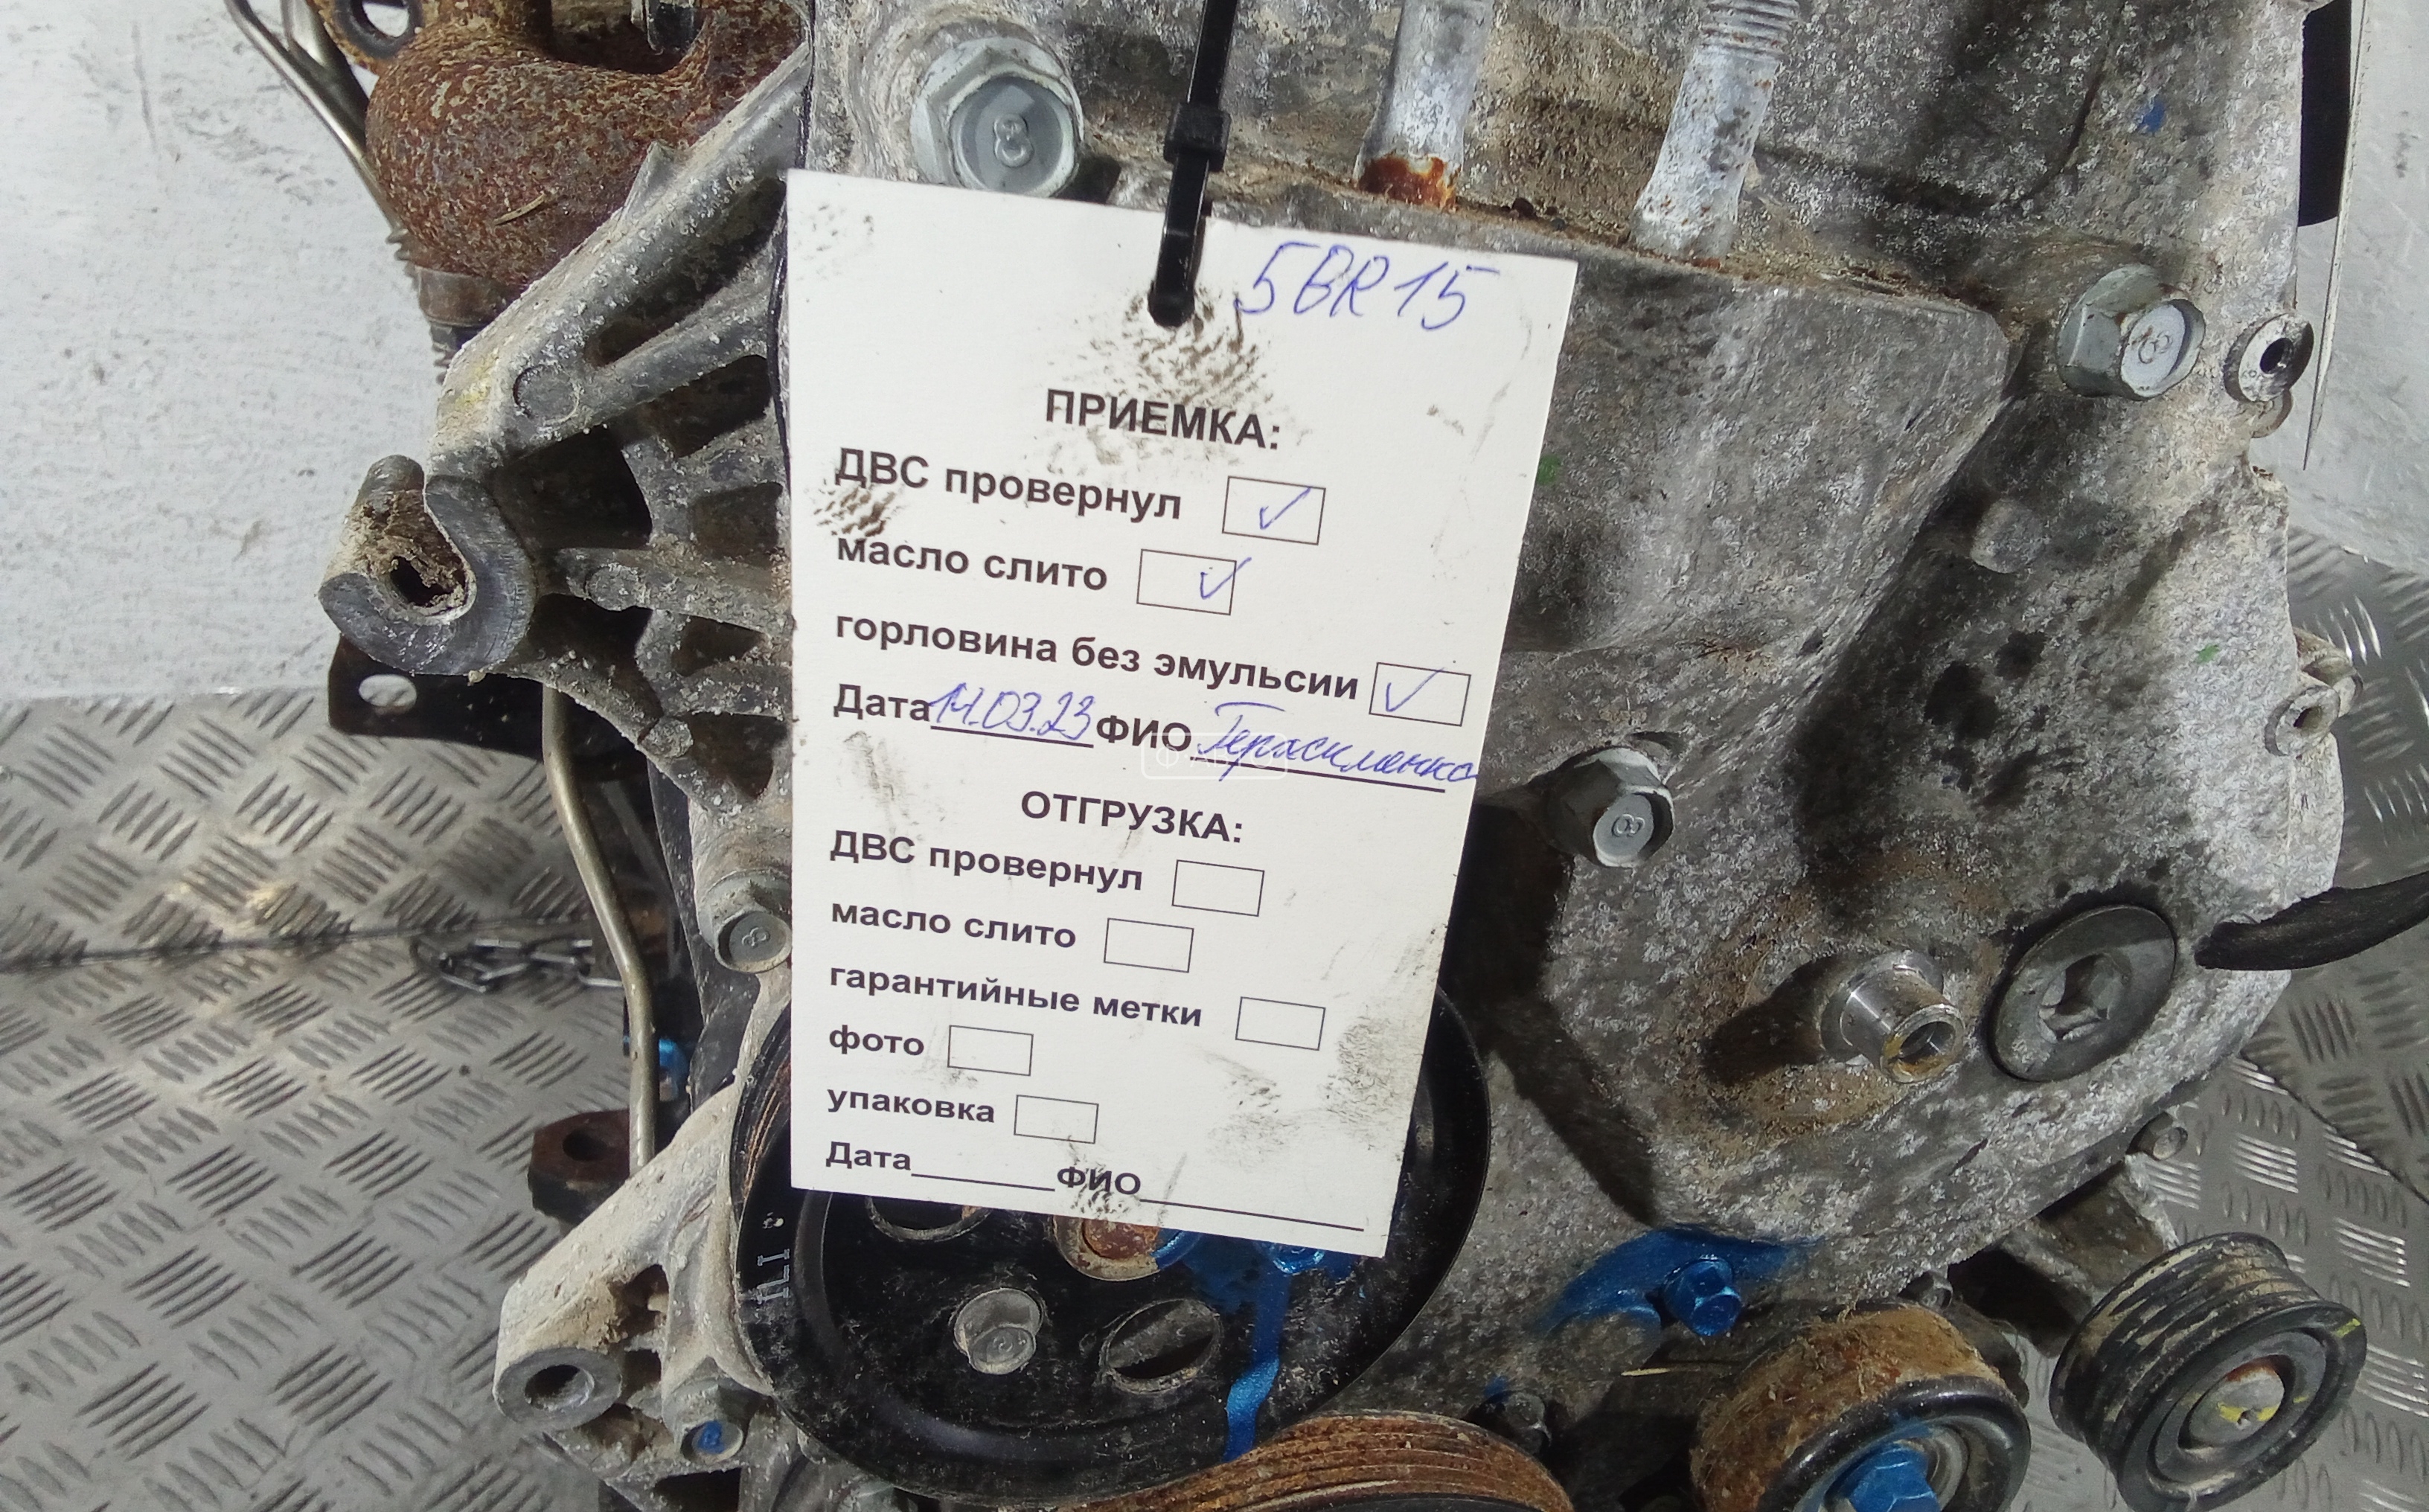 5BR15
ПРИЕМКА:
ДВС провернул
масло слито
горловина без эмульсии
Дата 14.03.23 ФИО Герасименко
ОТГРУЗКА:
ДВС провернул
масло слито
гарантийные метки
фото
упаковка
Дата ФИО